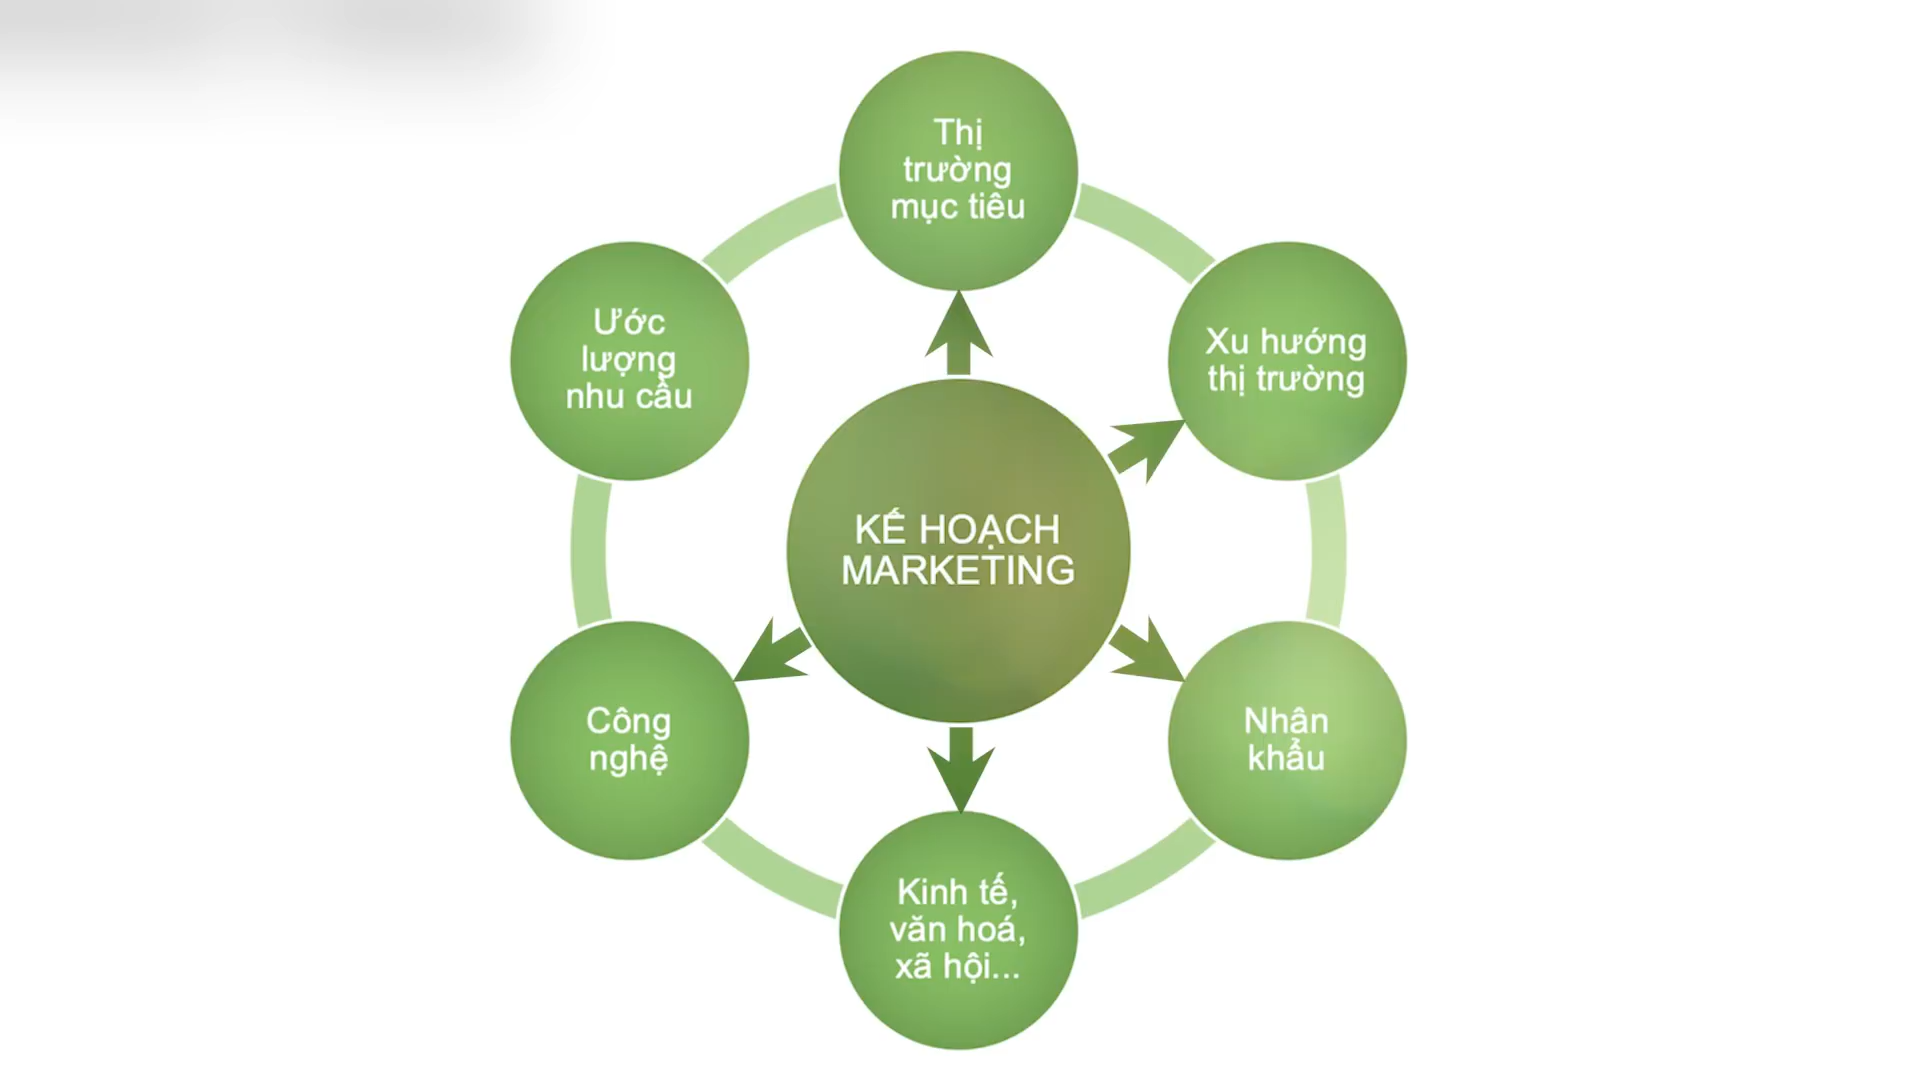 Thị
trường
mục tiêu
Xu hướng
thị trường
Nhân
khẩu
Kinh tế,
văn hoá,
xã hội...
Công
nghệ
Ước
lượng
nhu cầu
KẾ HOẠCH
MARKETING